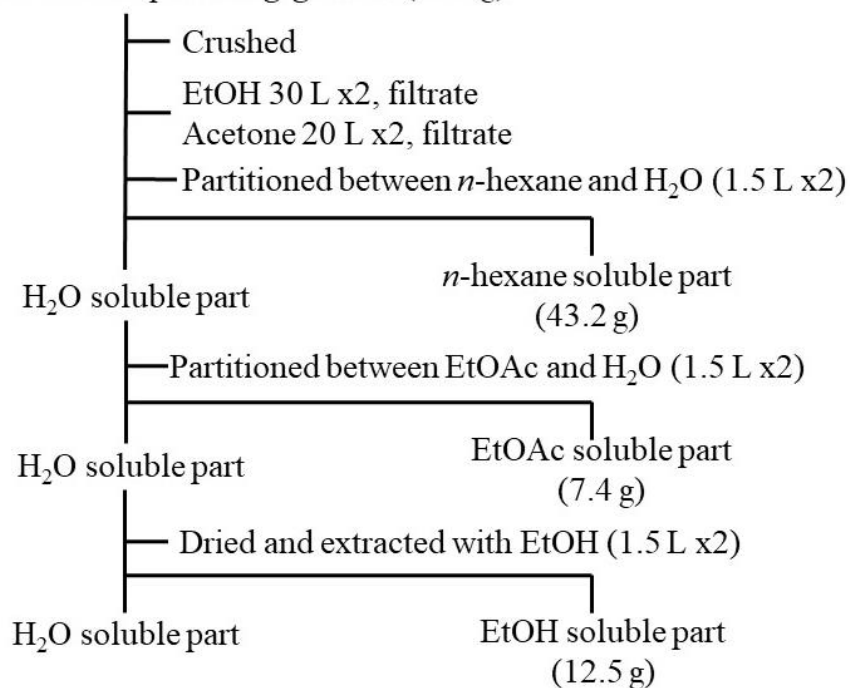 Crushed
EtOH 30 L x2, filtrate
Acetone 20 L x2, filtrate
Partitioned between n-hexane and H₂O (1.5 L x2)
H₂O soluble part
n-hexane soluble part
(43.2 g)
Partitioned between EtOAc and H₂O (1.5 L x2)
H₂O soluble part
EtOAc soluble part
(7.4 g)
Dried and extracted with EtOH (1.5 L x2)
H₂O soluble part
EtOH soluble part
(12.5 g)